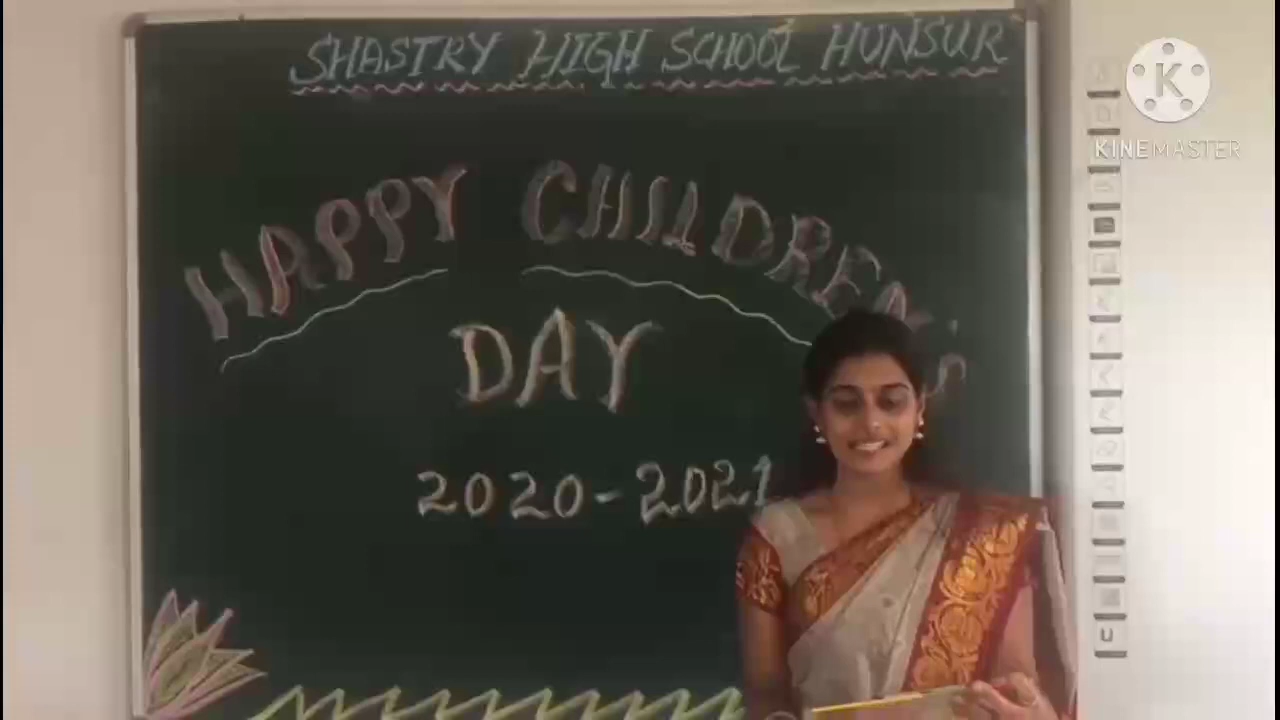 SHASTRY HIGH SCHOOL HUNSUR
HAPPY CHILDREN'S
DAY
2020-2021
K
KINEMASTER
U